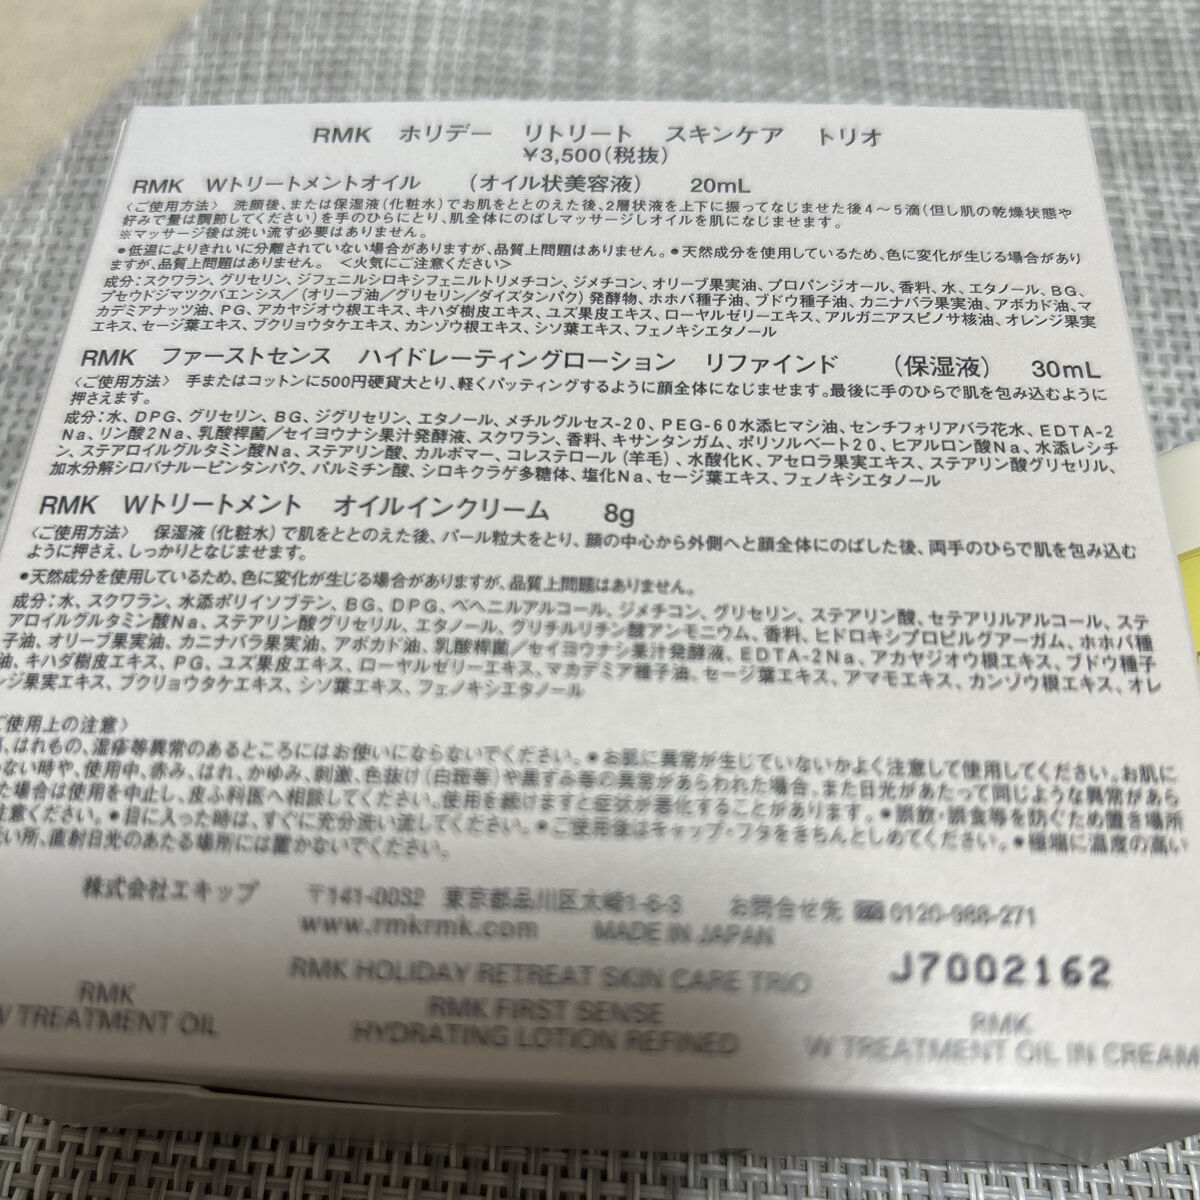 RMK ホリデー リトリート スキンケア トリオ
¥3,500(税抜)
RMK Wトリートメントオイル (オイル状美容液) 20mL
〈ご使用方法〉 洗顔後、または保湿液(化粧水)でお肌をととのえた後、2層状液を上下に振ってなじませた後4～5滴(但し肌の乾燥状態や
好みで量は調節してください)を手のひらにとり、肌全体にのばしマッサージしオイルを肌になじませます。
※マッサージ後は洗い流す必要はありません。
●低温によりきれいに分離されていない場合がありますが、品質上問題はありません。●天然成分を使用しているため、色に変化が生じる場合があり
ますが、品質上問題はありません。 <火気にご注意ください>
成分：スクワラン、グリセリン、ジフェニルシロキシフェニルトリメチコン、ジメチコン、オリーブ果実油、プロパンジオール、香料、水、エタノール、BG、
プセウドジマツクバエンシス/(オリーブ油/グリセリン/ダイズタンパク)発酵物、ホホバ種子油、ブドウ種子油、カニナバラ果実油、アボカド油、マ
カデミアナッツ油、PG、アカヤジオウ根エキス、キハダ樹皮エキス、ユズ果皮エキス、ローヤルゼリーエキス、アルガニアスピノサ核油、オレンジ果実
エキス、セージ葉エキス、ブクリョウタケエキス、カンゾウ根エキス、シソ葉エキス、フェノキシエタノール
RMK ファーストセンス ハイドレーティングローション リファインド (保湿液) 30mL
〈ご使用方法〉 手またはコットンに500円硬貨大とり、軽くパッティングするように顔全体になじませます。最後に手のひらで肌を包み込むように
押さえます。
成分：水、DPG、グリセリン、BG、ジグリセリン、エタノール、メチルグルセス-20、PEG-60水添ヒマシ油、センチフォリアバラ花水、EDTA-2
Na、リン酸2Na、乳酸桿菌/セイヨウナシ果汁発酵液、スクワラン、香料、キサンタンガム、ポリソルベート20、ヒアルロン酸Na、水添レシチ
ン、ステアロイルグルタミン酸Na、ステアリン酸、カルボマー、コレステロール(羊毛)、水酸化K、アセロラ果実エキス、ステアリン酸グリセリル、
加水分解シロバナルーピンタンパク、パルミチン酸、シロキクラゲ多糖体、塩化Na、セージ葉エキス、フェノキシエタノール
RMK Wトリートメント オイルインクリーム 8g
〈ご使用方法〉 保湿液(化粧水)で肌をととのえた後、パール粒大をとり、顔の中心から外側へと顔全体にのばした後、両手のひらで肌を包み込む
ように押さえ、しっかりとなじませます。
●天然成分を使用しているため、色に変化が生じる場合がありますが、品質上問題はありません。
成分：水、スクワラン、水添ポリイソブテン、BG、DPG、ベヘニルアルコール、ジメチコン、グリセリン、ステアリン酸、セテアリルアルコール、ステ
アロイルグルタミン酸Na、ステアリン酸グリセリル、エタノール、グリチルリチン酸アンモニウム、香料、ヒドロキシプロピルグアーガム、ホホバ種
子油、オリーブ果実油、カニナバラ果実油、アボカド油、乳酸桿菌/セイヨウナシ果汁発酵液、EDTA-2Na、アカヤジオウ根エキス、ブドウ種子
油、キハダ樹皮エキス、PG、ユズ果皮エキス、ローヤルゼリーエキス、マカデミア種子油、セージ葉エキス、アマモエキス、カンゾウ根エキス、オレ
ンジ果実エキス、ブクリョウタケエキス、シソ葉エキス、フェノキシエタノール
ご使用上の注意〉
、はれもの、湿疹等異常のあるところにはお使いにならないでください。●お肌に異常が生じていないかよく注意して使用してください。お肌に
ない時や、使用中、赤み、はれ、かゆみ、刺激、色抜け(白斑等)や黒ずみ等の異常があらわれた場合、また日光があたって同じような異常があら
た場合は使用を中止し、皮ふ科医へ相談してください。使用を続けますと症状が悪化することがあります。●誤飲・誤食等を防ぐため置き場所
注意ください。●目に入った時は、すぐに充分洗い流してください。●ご使用後はキャップ・フタをきちんとしめてください。●極端に温度の高い
い所、直射日光のあたる場所には置かないでください。
株式会社エキップ 〒141-0032 東京都品川区大崎1-6-3 お問合せ先 0120-988-271
www.rmkrmk.com MADE IN JAPAN
RMK HOLIDAY RETREAT SKIN CARE TRIO J7002162
RMK
W TREATMENT OIL
RMK FIRST SENSE
HYDRATING LOTION REFINED
RMK
W TREATMENT OIL IN CREAM